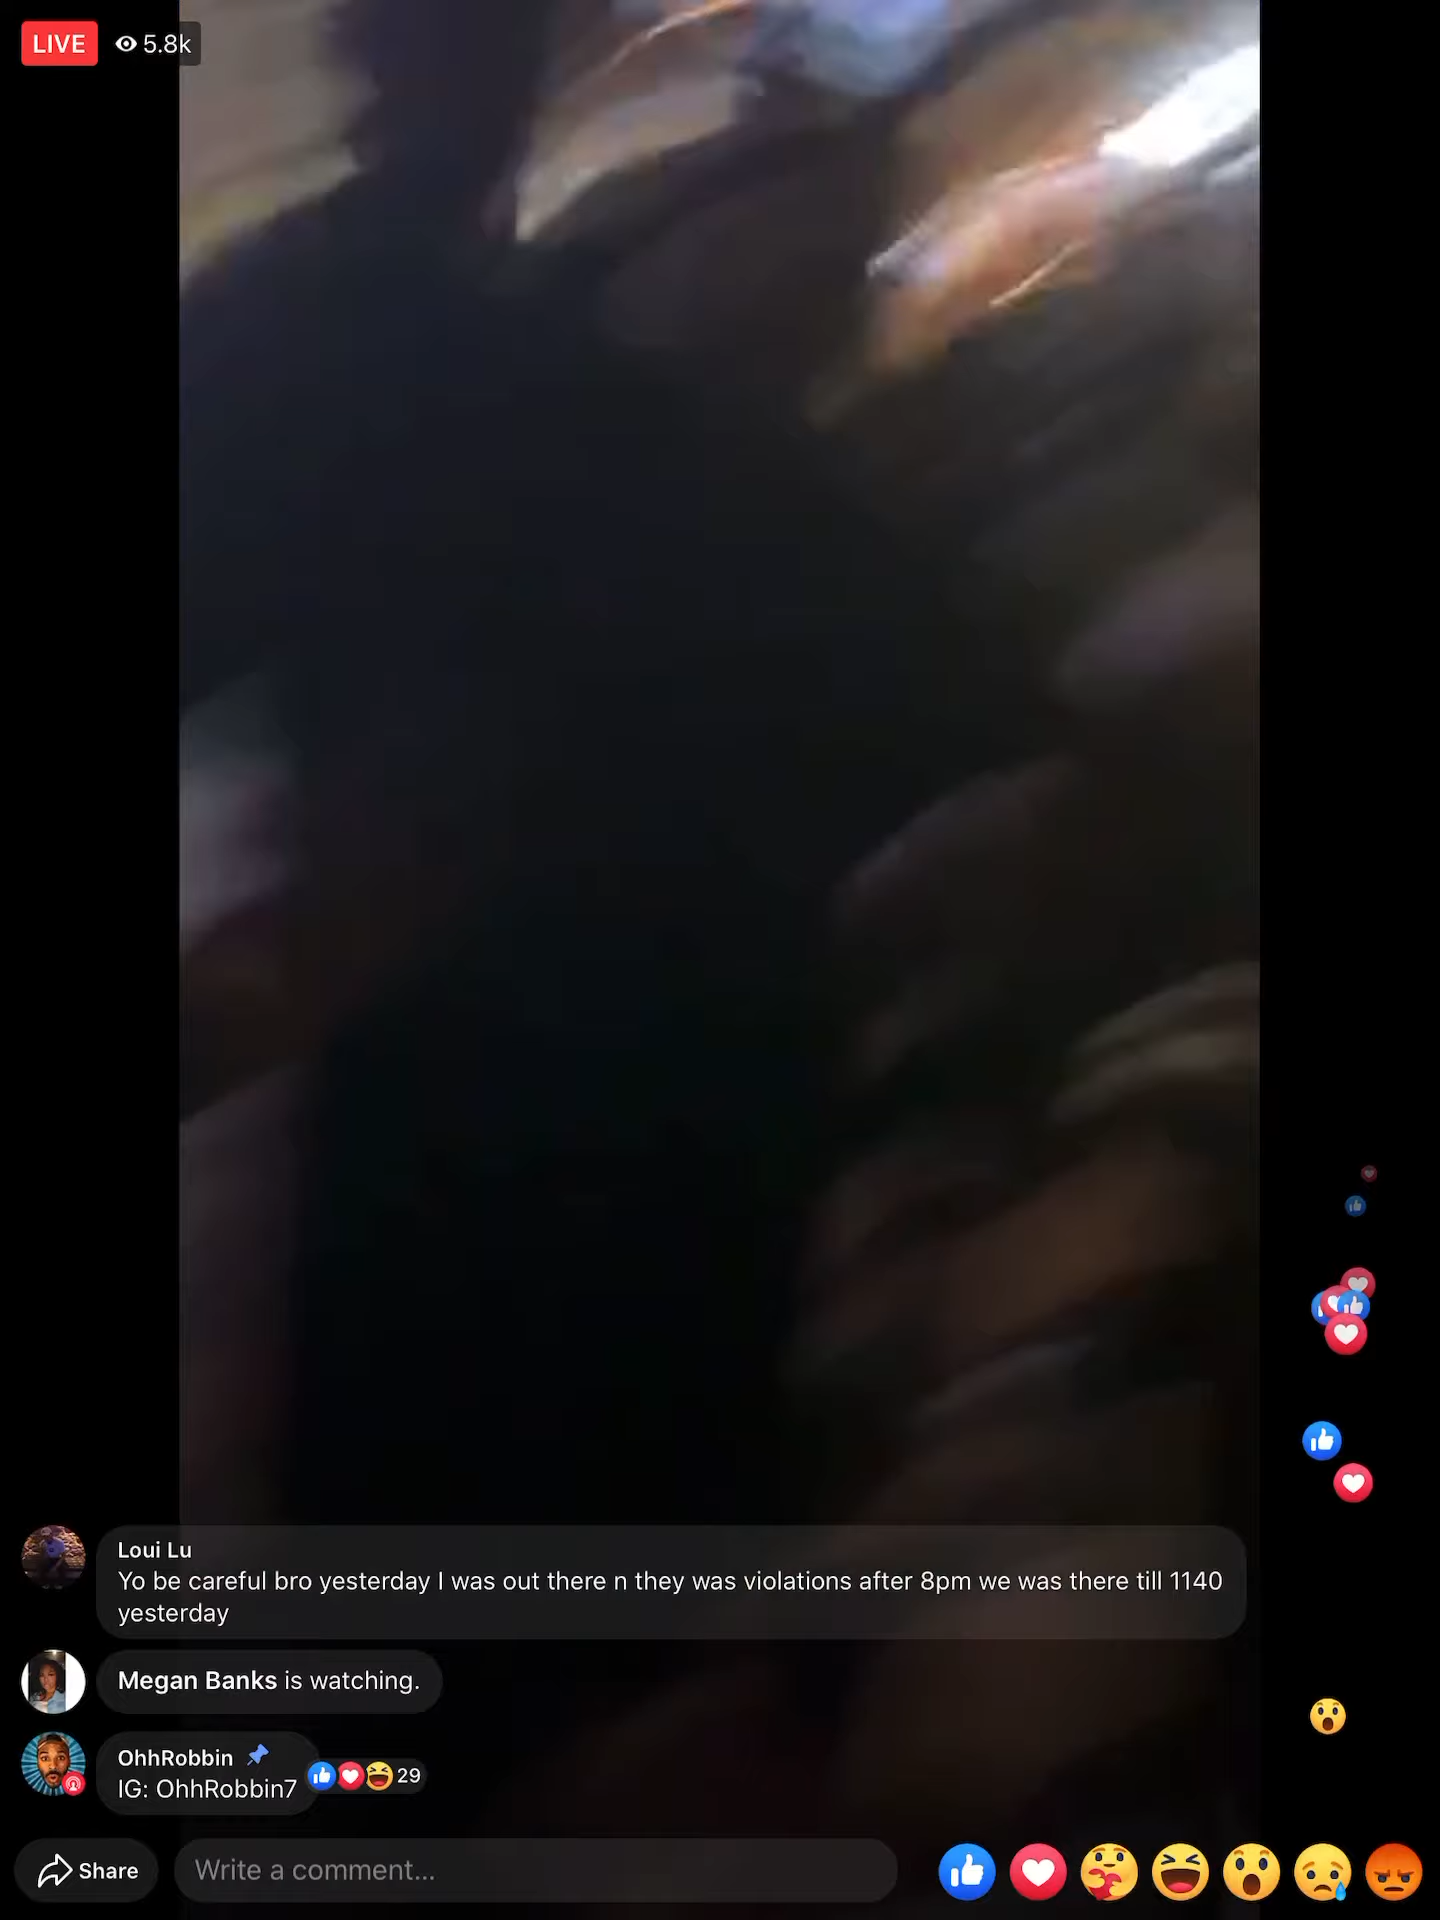 LIVE 5.8k
Loui Lu
Yo be careful bro yesterday I was out there n they was violations after 8pm we was there till 1140
yesterday
Megan Banks is watching.
OhhRobbin
IG: OhhRobbin7
29
Share
Write a comment...